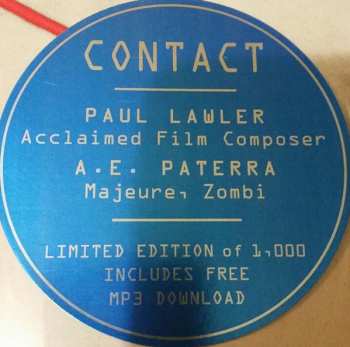 CONTACT
PAUL LAWLER
Acclaimed Film Composer
A.E. PATERRA
Majeure, Zombi
LIMITED EDITION of 1,000
INCLUDES FREE
MP3 DOWNLOAD